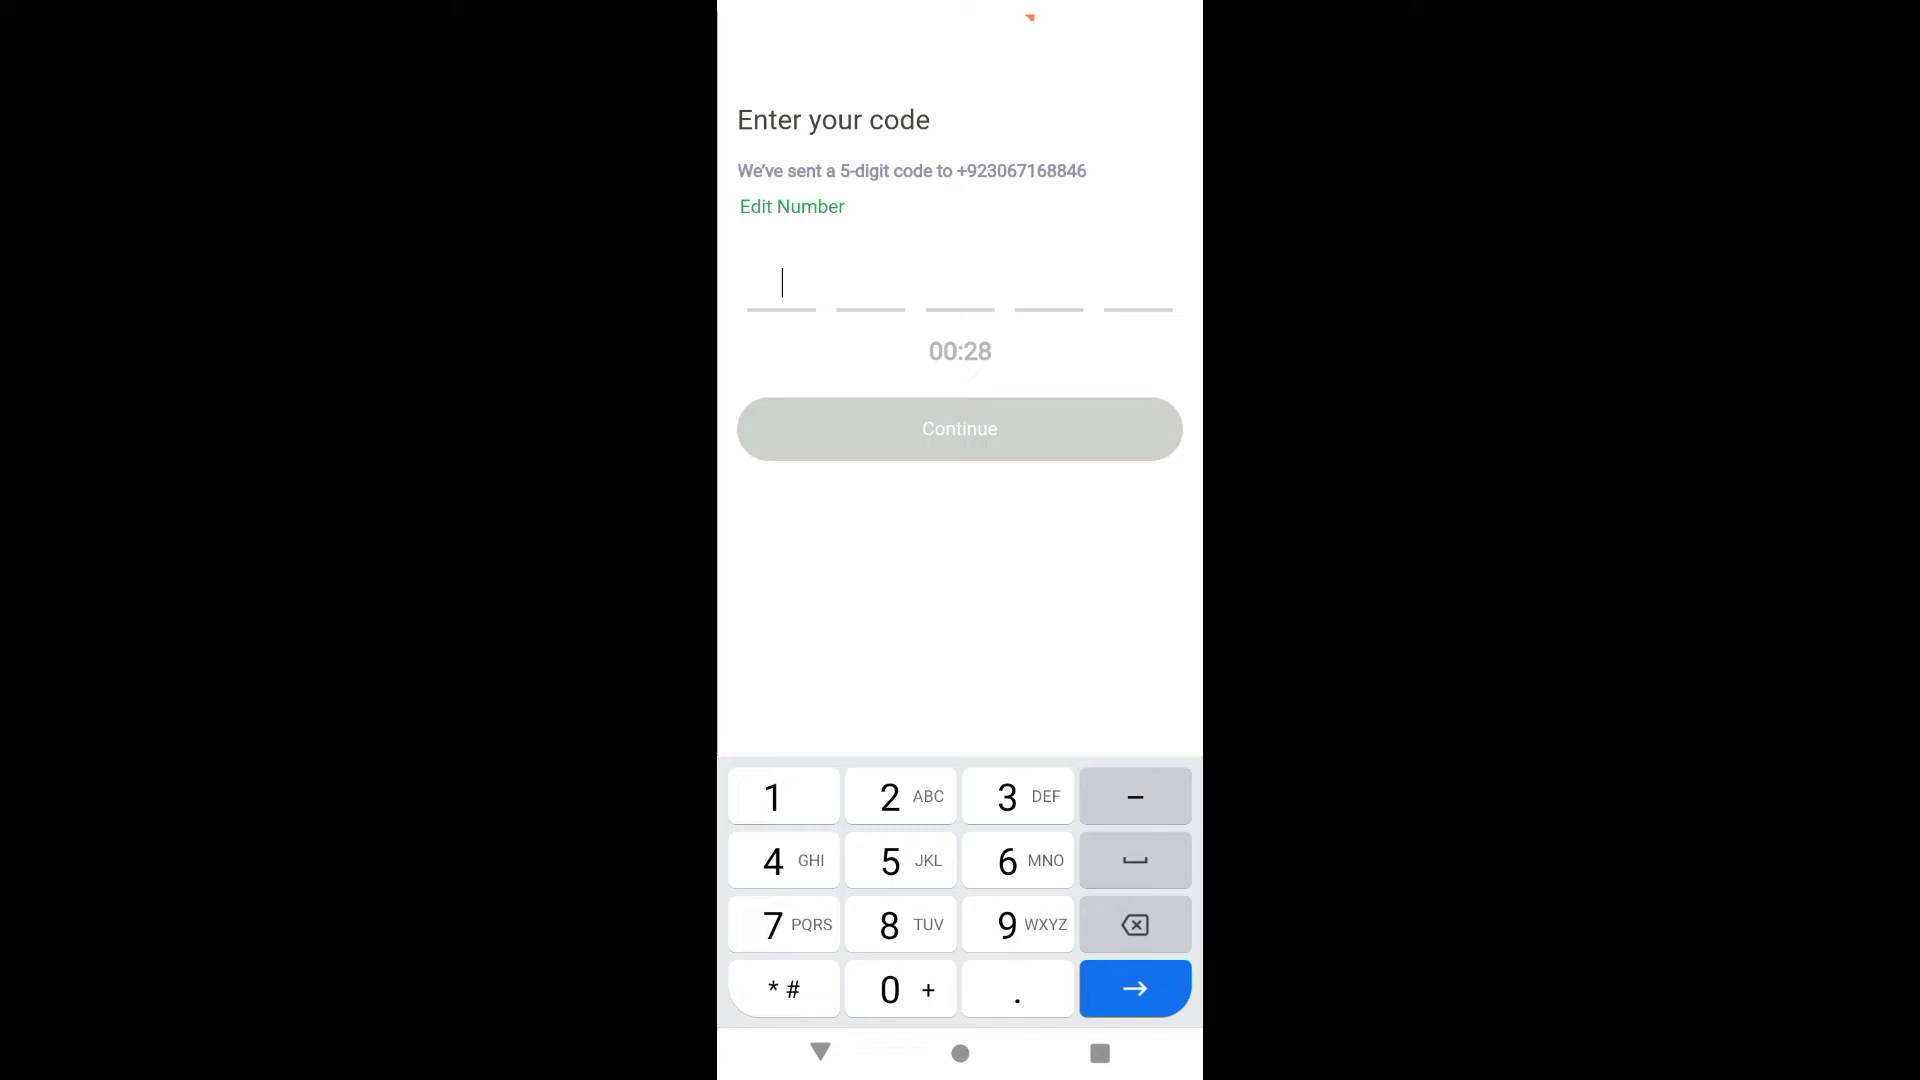 Enter your code
We've sent a 5-digit code to +923067168846
Edit Number
00:28
Continue
1 2 ABC 3 DEF –
4 GHI 5 JKL 6 MNO
7 PQRS 8 TUV 9 WXYZ
* # 0 + .